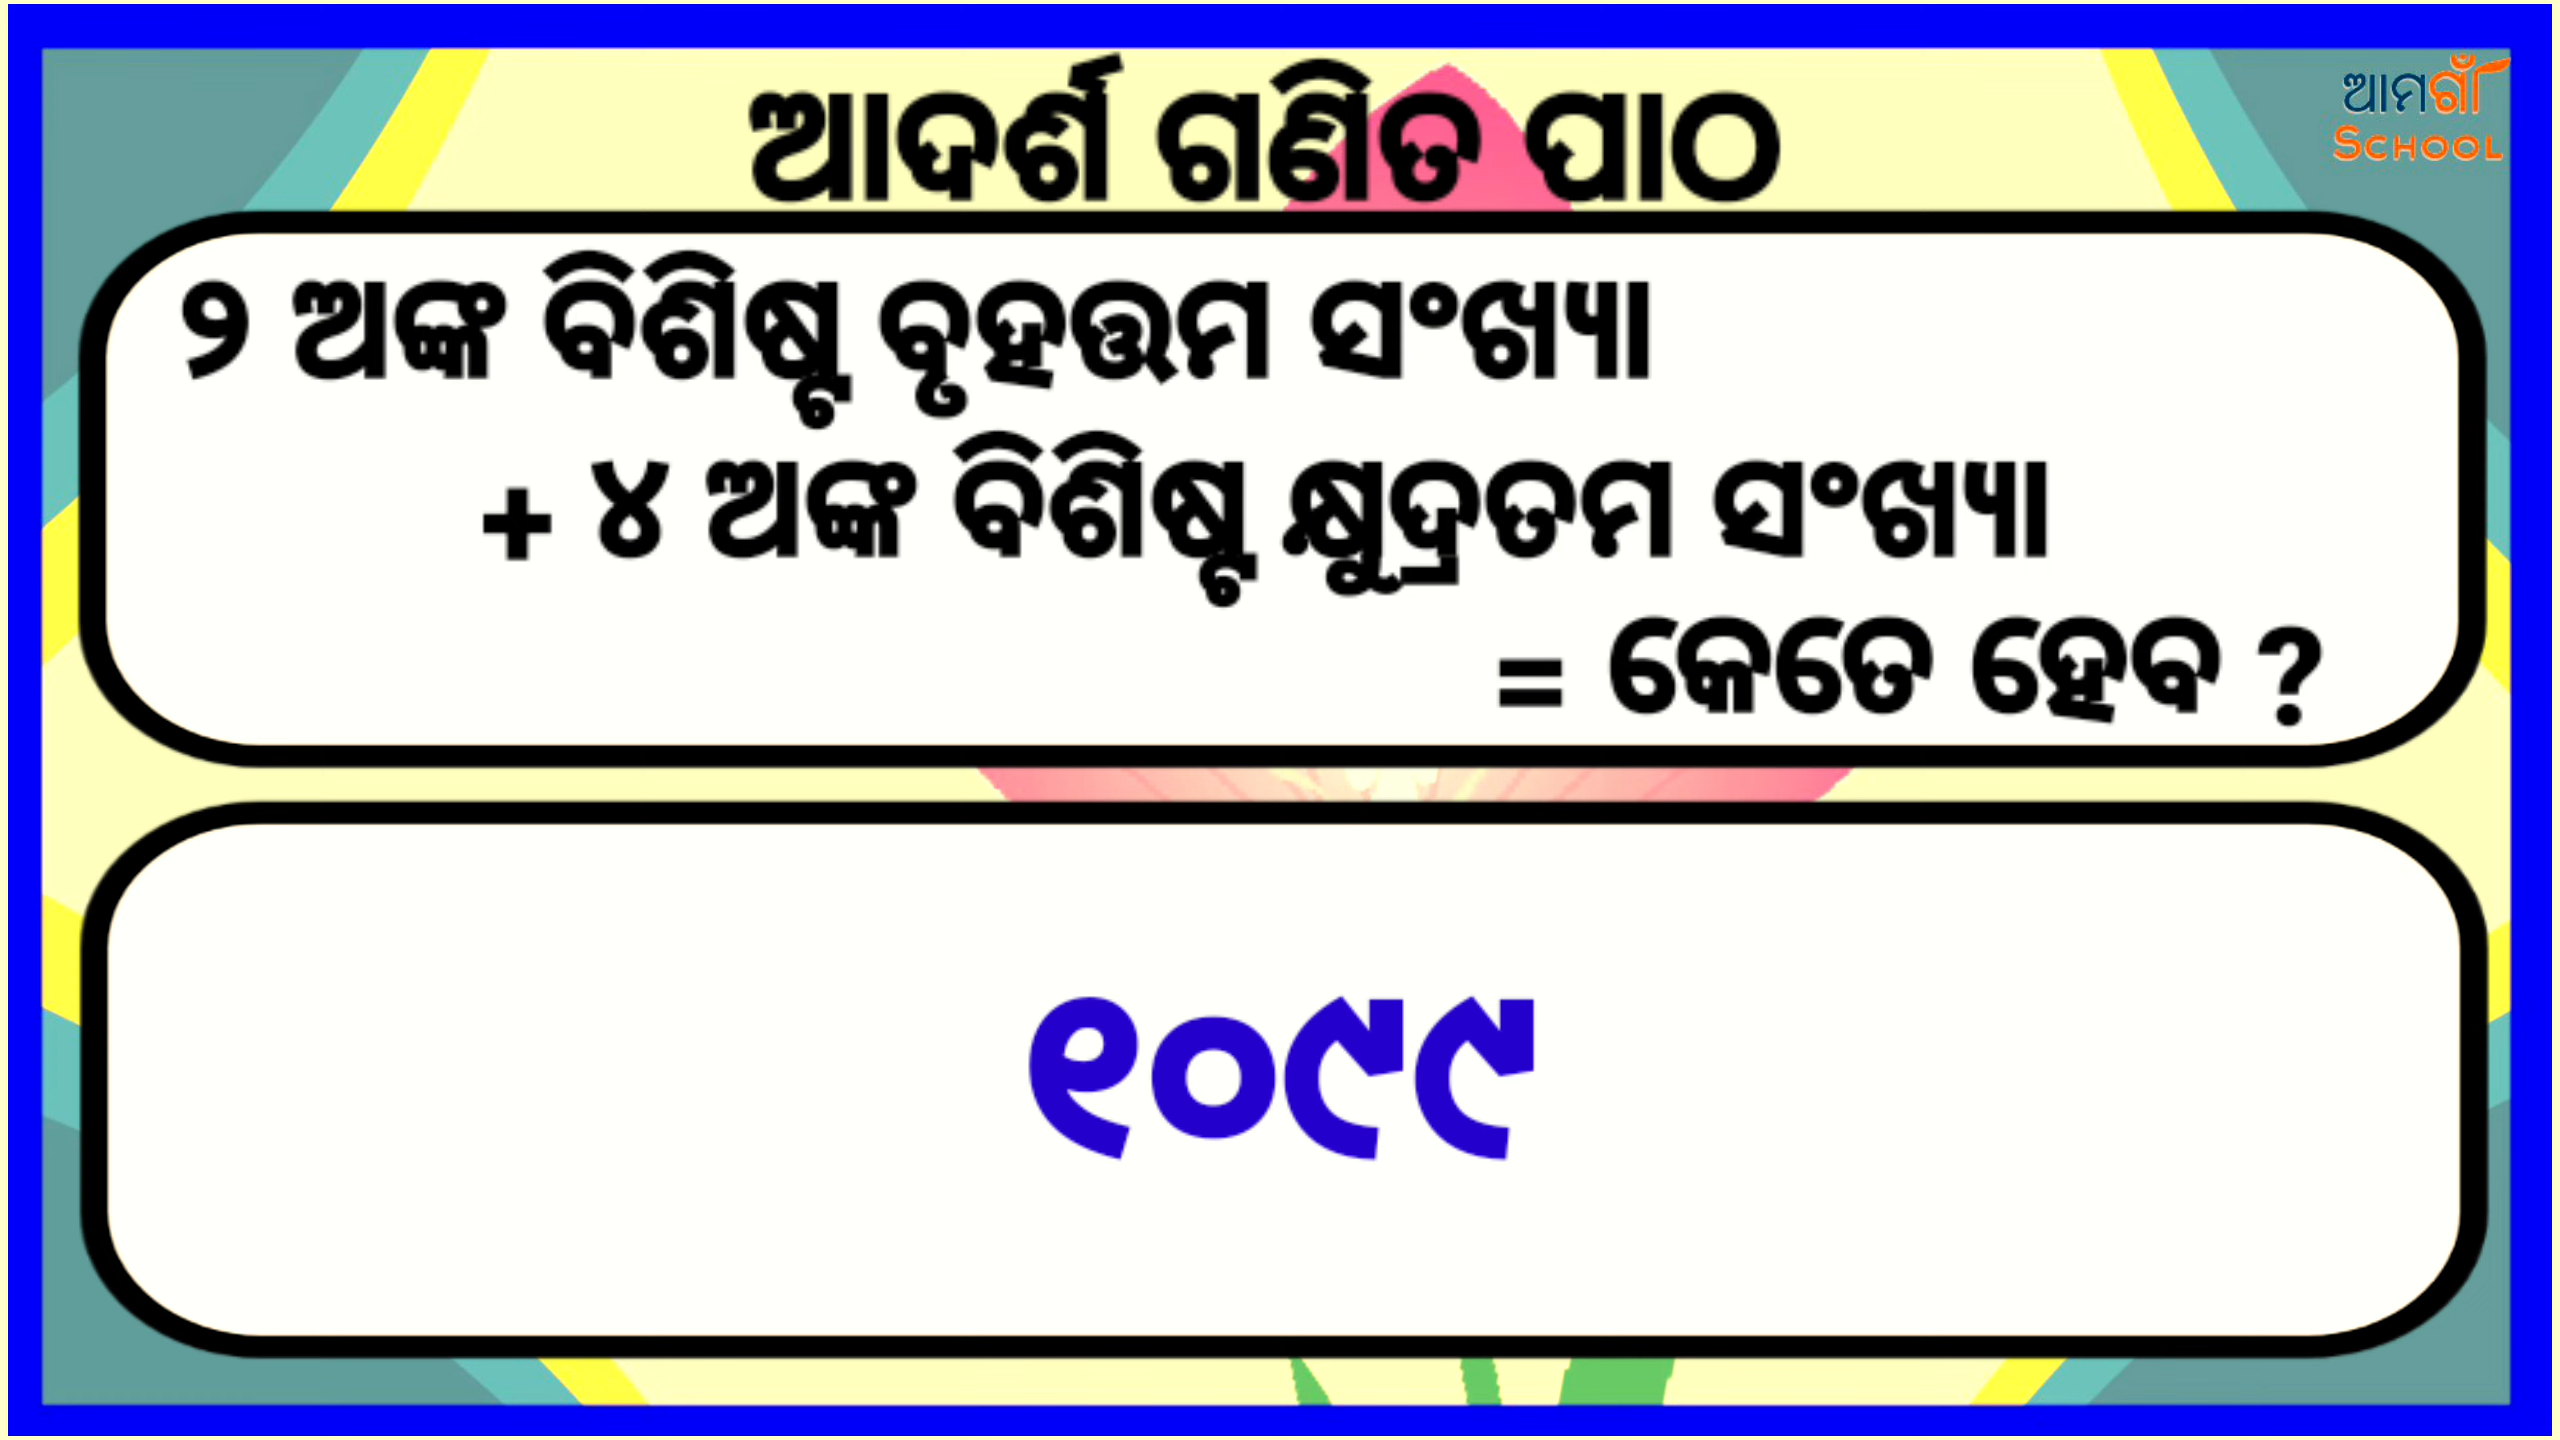 ଆଦର୍ଶ ଗଣିତ ପାଠ
ଆମଗାଁ
SCHOOL
୨ ଅଙ୍କ ବିଶିଷ୍ଟ ବୃହତ୍ତମ ସଂଖ୍ୟା
+ ୪ ଅଙ୍କ ବିଶିଷ୍ଟ କ୍ଷୁଦ୍ରତମ ସଂଖ୍ୟା
= କେତେ ହେବ ?
୧୦୯୯